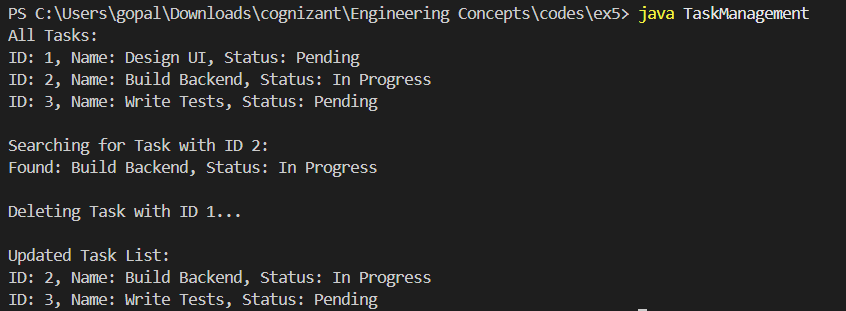 PS C:\Users\gopal\Downloads\cognizant\Engineering Concepts\codes\ex5> java TaskManagement
All Tasks:
ID: 1, Name: Design UI, Status: Pending
ID: 2, Name: Build Backend, Status: In Progress
ID: 3, Name: Write Tests, Status: Pending

Searching for Task with ID 2:
Found: Build Backend, Status: In Progress

Deleting Task with ID 1...

Updated Task List:
ID: 2, Name: Build Backend, Status: In Progress
ID: 3, Name: Write Tests, Status: Pending